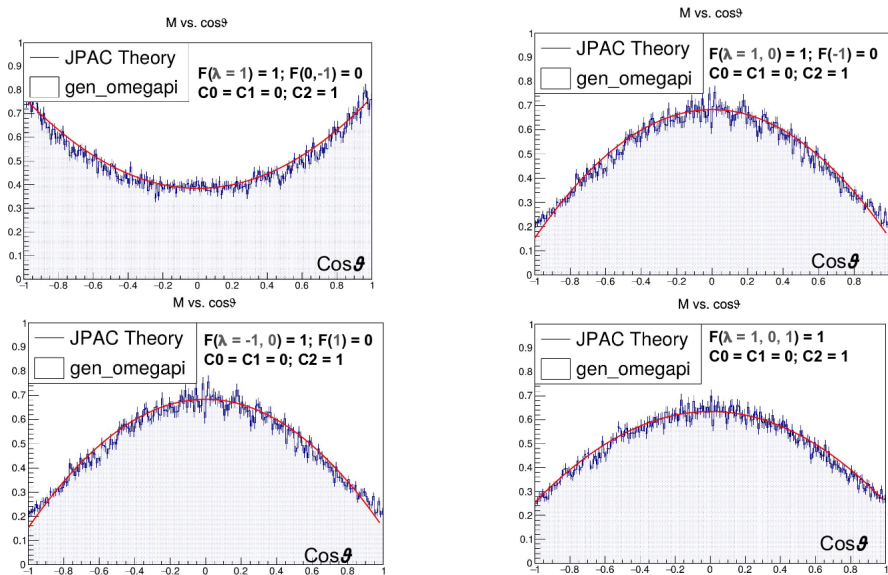 M vs. cosϑ
JPAC Theory
gen_omegapi
F(λ = 1) = 1; F(0,-1) = 0
C0 = C1 = 0; C2 = 1
1
0.9
0.8
0.7
0.6
0.5
0.4
0.3
0.2
0.1
0
Cosϑ
−1 −0.8 −0.6 −0.4 −0.2 0 0.2 0.4 0.6 0.8 1
M vs. cosϑ
JPAC Theory
gen_omegapi
F(λ = 1, 0) = 1; F(-1) = 0
C0 = C1 = 0; C2 = 1
1
0.9
0.8
0.7
0.6
0.5
0.4
0.3
0.2
0.1
0
Cosϑ
−1 −0.8 −0.6 −0.4 −0.2 0 0.2 0.4 0.6 0.8
M vs. cosϑ
JPAC Theory
gen_omegapi
F(λ = -1, 0) = 1; F(1) = 0
C0 = C1 = 0; C2 = 1
1
0.9
0.8
0.7
0.6
0.5
0.4
0.3
0.2
0.1
0
Cosϑ
−1 −0.8 −0.6 −0.4 −0.2 0 0.2 0.4 0.6 0.8 1
M vs. cosϑ
JPAC Theory
gen_omegapi
F(λ = 1, 0, 1) = 1
C0 = C1 = 0; C2 = 1
1
0.9
0.8
0.7
0.6
0.5
0.4
0.3
0.2
0.1
0
Cosϑ
−1 −0.8 −0.6 −0.4 −0.2 0 0.2 0.4 0.6 0.8 1